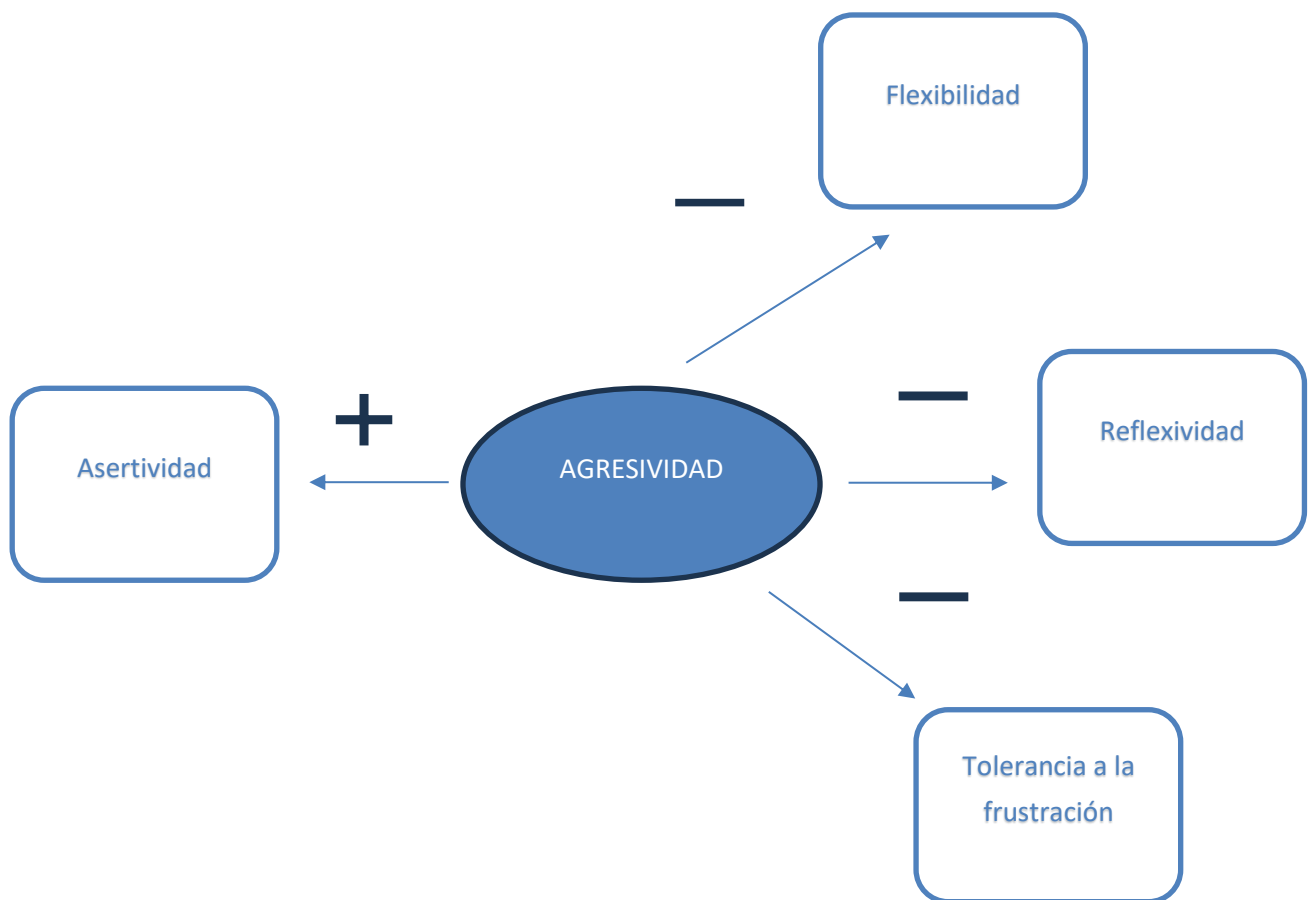 Flexibilidad
—
+
—
Reflexividad
Asertividad
AGRESIVIDAD
—
Tolerancia a la
frustración